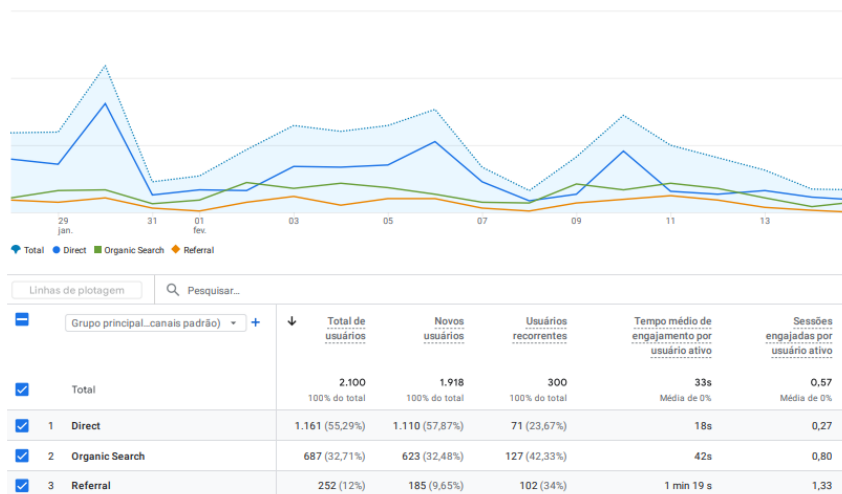 29
jan.
31
01
fev.
03
05
07
09
11
13
Total Direct Organic Search Referral
Linhas de plotagem Pesquisar...
Grupo principal...canais padrão) + Total de usuários Novos usuários Usuários recorrentes Tempo médio de engajamento por usuário ativo Sessões engajadas por usuário ativo
Total 2.100 1.918 300 33s 0,57
100% do total 100% do total 100% do total Média de 0% Média de 0%
1 Direct 1.161 (55,29%) 1.110 (57,87%) 71 (23,67%) 18s 0,27
2 Organic Search 687 (32,71%) 623 (32,48%) 127 (42,33%) 42s 0,80
3 Referral 252 (12%) 185 (9,65%) 102 (34%) 1 min 19 s 1,33